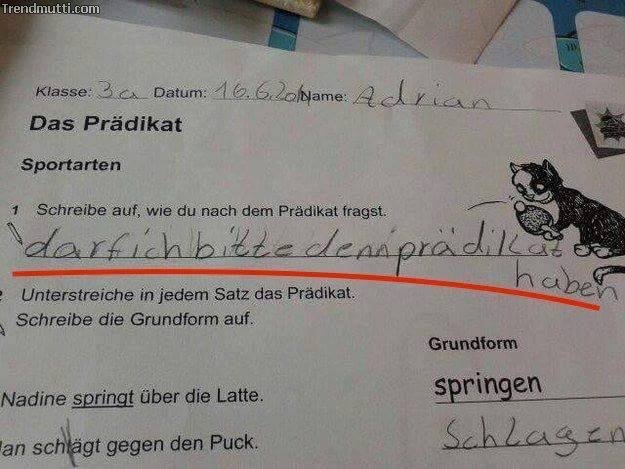 Trendmutti.com
Klasse: 3a Datum: 16.6.20 Name: Adrian
Das Prädikat
Sportarten
1 Schreibe auf, wie du nach dem Prädikat fragst.
darfichbittedennprädikat
haben
Unterstreiche in jedem Satz das Prädikat.
Schreibe die Grundform auf.
Grundform
Nadine springt über die Latte.
springen
Jan schlägt gegen den Puck.
Schlagen